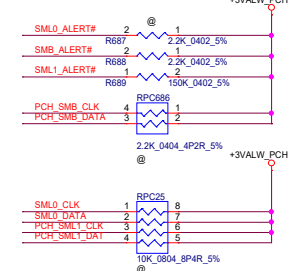 +3VALW_PCH
@
SML0_ALERT# 2 1
R687 2.2K_0402_5%
SMB_ALERT# 2 1
R688 2.2K_0402_5%
SML1_ALERT# 1 2
R689 150K_0402_5%
RPC686
PCH_SMB_CLK 4 1
PCH_SMB_DATA 3 2
2.2K_0404_4P2R_5%
@
+3VALW_PCH
RPC25
SML0_CLK 1 8
SML0_DATA 2 7
PCH_SML1_CLK 3 6
PCH_SML1_DAT 4 5
10K_0804_8P4R_5%
@